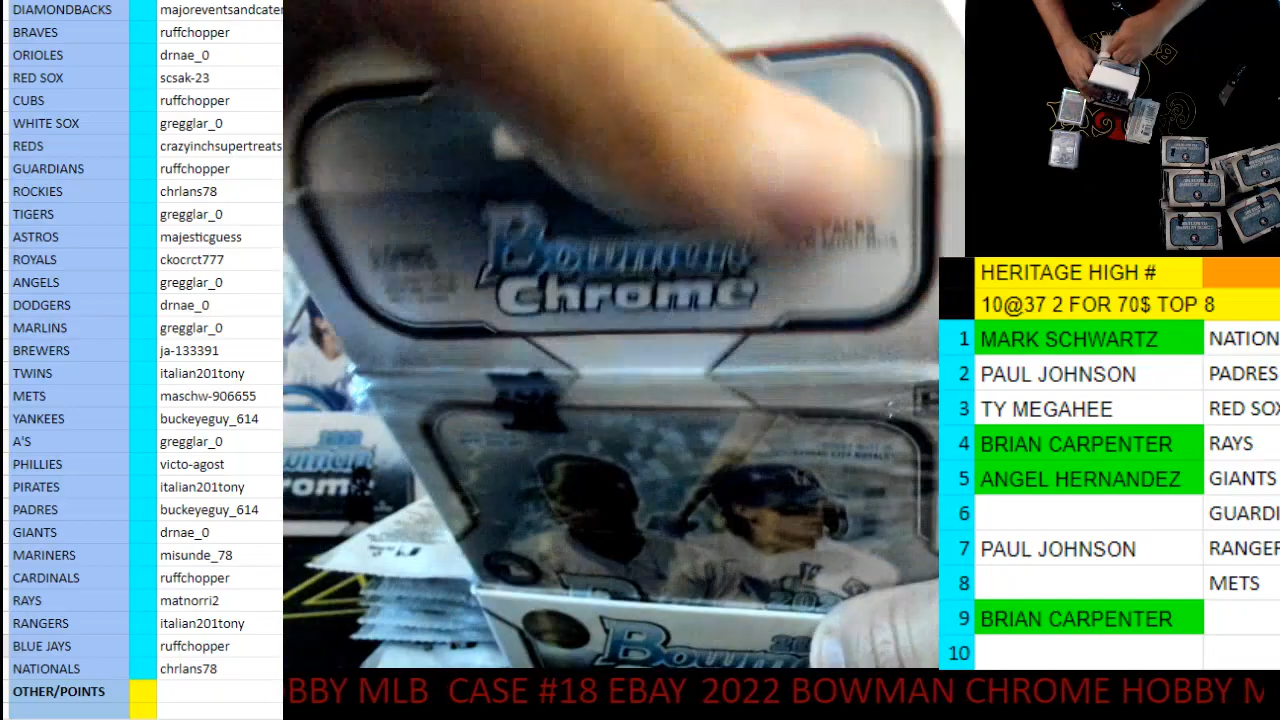 DIAMONDBACKS majoreventsandcater
BRAVES ruffchopper
ORIOLES drnae_0
RED SOX scsak-23
CUBS ruffchopper
WHITE SOX gregglar_0
REDS crazyinchsupertreats
GUARDIANS ruffchopper
ROCKIES chrlans78
TIGERS gregglar_0
ASTROS majesticguess
ROYALS ckocrct777
ANGELS gregglar_0
DODGERS drnae_0
MARLINS gregglar_0
BREWERS ja-133391
TWINS italian201tony
METS maschw-906655
YANKEES buckeyeguy_614
A'S gregglar_0
PHILLIES victo-agost
PIRATES italian201tony
PADRES buckeyeguy_614
GIANTS drnae_0
MARINERS misunde_78
CARDINALS ruffchopper
RAYS matnorri2
RANGERS italian201tony
BLUE JAYS ruffchopper
NATIONALS chrlans78
OTHER/POINTS
Bowman
Chrome
Bowm
HERITAGE HIGH #
10@37 2 FOR 70$ TOP 8
1 MARK SCHWARTZ NATION
2 PAUL JOHNSON PADRES
3 TY MEGAHEE RED SOX
4 BRIAN CARPENTER RAYS
5 ANGEL HERNANDEZ GIANTS
6 GUARDI
7 PAUL JOHNSON RANGER
8 METS
9 BRIAN CARPENTER
10
BBY MLB CASE #18 EBAY 2022 BOWMAN CHROME HOBBY M